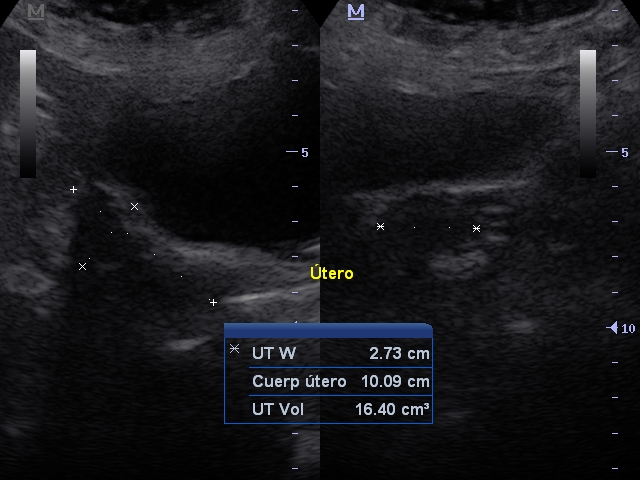 M
M
5
5
Útero
10
UT W 2.73 cm
Cuerp útero 10.09 cm
UT Vol 16.40 cm³